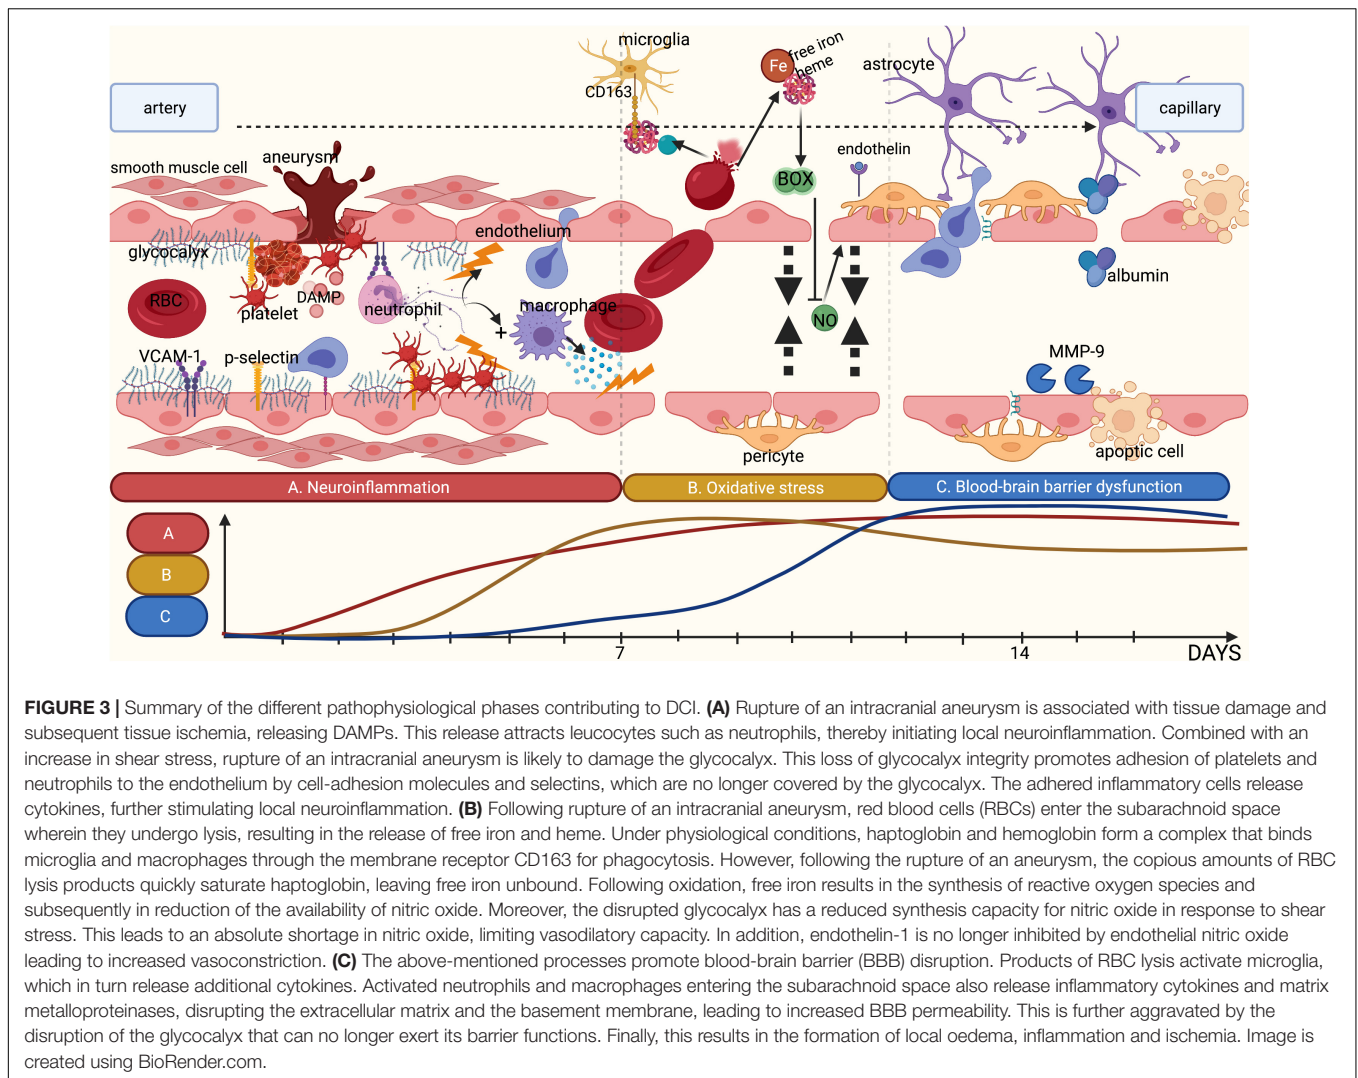 microglia
free iron
Fe
heme
astrocyte
CD163
artery
capillary
endothelin
aneurysm
smooth muscle cell
BOX
endothelium
glycocalyx
albumin
DAMP
RBC
platelet
neutrophil
macrophage
+
NO
VCAM-1
p-selectin
MMP-9
pericyte
apoptic cell
A. Neuroinflammation
B. Oxidative stress
C. Blood-brain barrier dysfunction
A
B
C
7
14
DAYS
FIGURE 3 | Summary of the different pathophysiological phases contributing to DCI. (A) Rupture of an intracranial aneurysm is associated with tissue damage and
subsequent tissue ischemia, releasing DAMPs. This release attracts leucocytes such as neutrophils, thereby initiating local neuroinflammation. Combined with an
increase in shear stress, rupture of an intracranial aneurysm is likely to damage the glycocalyx. This loss of glycocalyx integrity promotes adhesion of platelets and
neutrophils to the endothelium by cell-adhesion molecules and selectins, which are no longer covered by the glycocalyx. The adhered inflammatory cells release
cytokines, further stimulating local neuroinflammation. (B) Following rupture of an intracranial aneurysm, red blood cells (RBCs) enter the subarachnoid space
wherein they undergo lysis, resulting in the release of free iron and heme. Under physiological conditions, haptoglobin and hemoglobin form a complex that binds
microglia and macrophages through the membrane receptor CD163 for phagocytosis. However, following the rupture of an aneurysm, the copious amounts of RBC
lysis products quickly saturate haptoglobin, leaving free iron unbound. Following oxidation, free iron results in the synthesis of reactive oxygen species and
subsequently in reduction of the availability of nitric oxide. Moreover, the disrupted glycocalyx has a reduced synthesis capacity for nitric oxide in response to shear
stress. This leads to an absolute shortage in nitric oxide, limiting vasodilatory capacity. In addition, endothelin-1 is no longer inhibited by endothelial nitric oxide
leading to increased vasoconstriction. (C) The above-mentioned processes promote blood-brain barrier (BBB) disruption. Products of RBC lysis activate microglia,
which in turn release additional cytokines. Activated neutrophils and macrophages entering the subarachnoid space also release inflammatory cytokines and matrix
metalloproteinases, disrupting the extracellular matrix and the basement membrane, leading to increased BBB permeability. This is further aggravated by the
disruption of the glycocalyx that can no longer exert its barrier functions. Finally, this results in the formation of local oedema, inflammation and ischemia. Image is
created using BioRender.com.